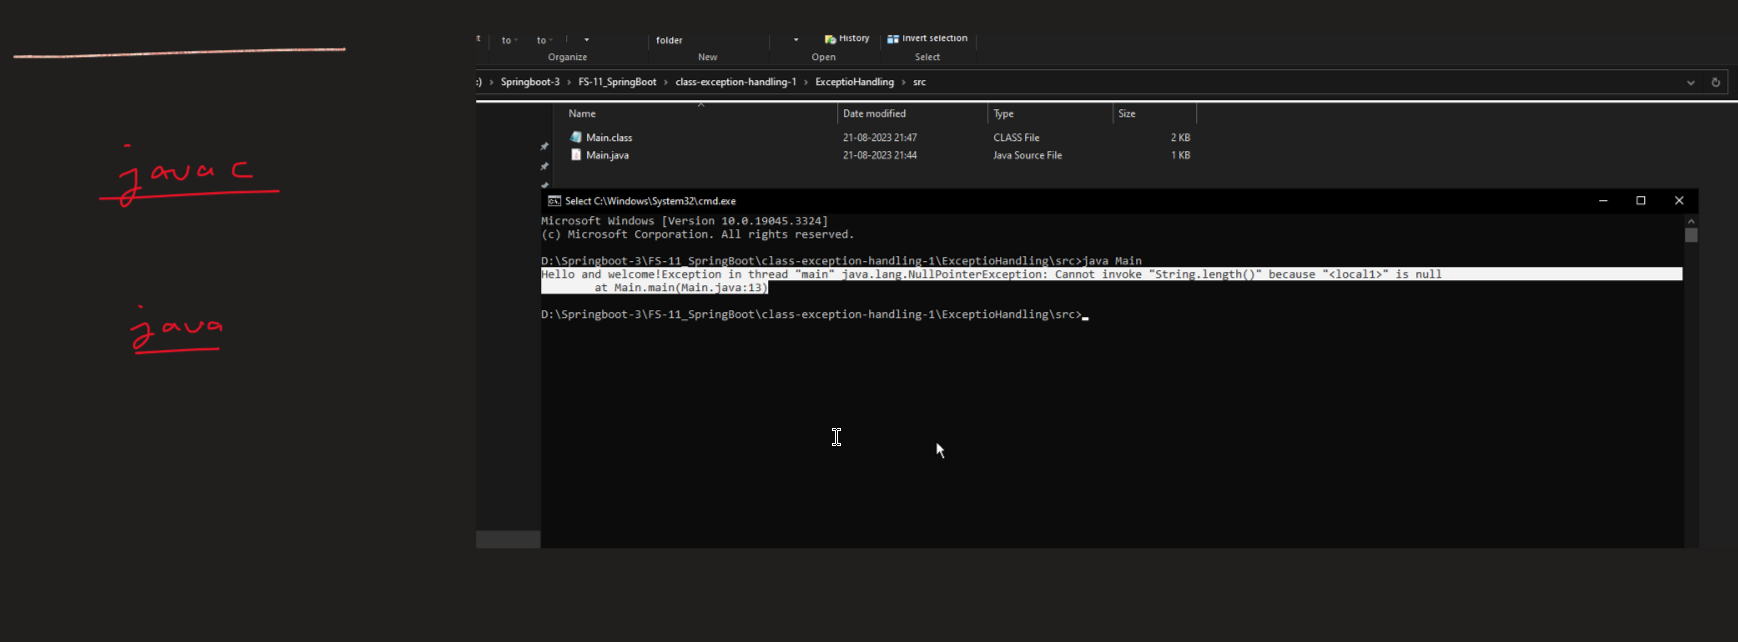 to to folder History Invert selection
Organize New Open Select
Springboot-3 › FS-11_SpringBoot › class-exception-handling-1 › ExceptioHandling › src
Name Date modified Type Size
Main.class 21-08-2023 21:47 CLASS File 2 KB
Main.java 21-08-2023 21:44 Java Source File 1 KB
javac
java
Select C:\Windows\System32\cmd.exe
Microsoft Windows [Version 10.0.19045.3324]
(c) Microsoft Corporation. All rights reserved.
D:\Springboot-3\FS-11_SpringBoot\class-exception-handling-1\ExceptioHandling\src>java Main
Hello and welcome!Exception in thread "main" java.lang.NullPointerException: Cannot invoke "String.length()" because "<local1>" is null
at Main.main(Main.java:13)
D:\Springboot-3\FS-11_SpringBoot\class-exception-handling-1\ExceptioHandling\src>